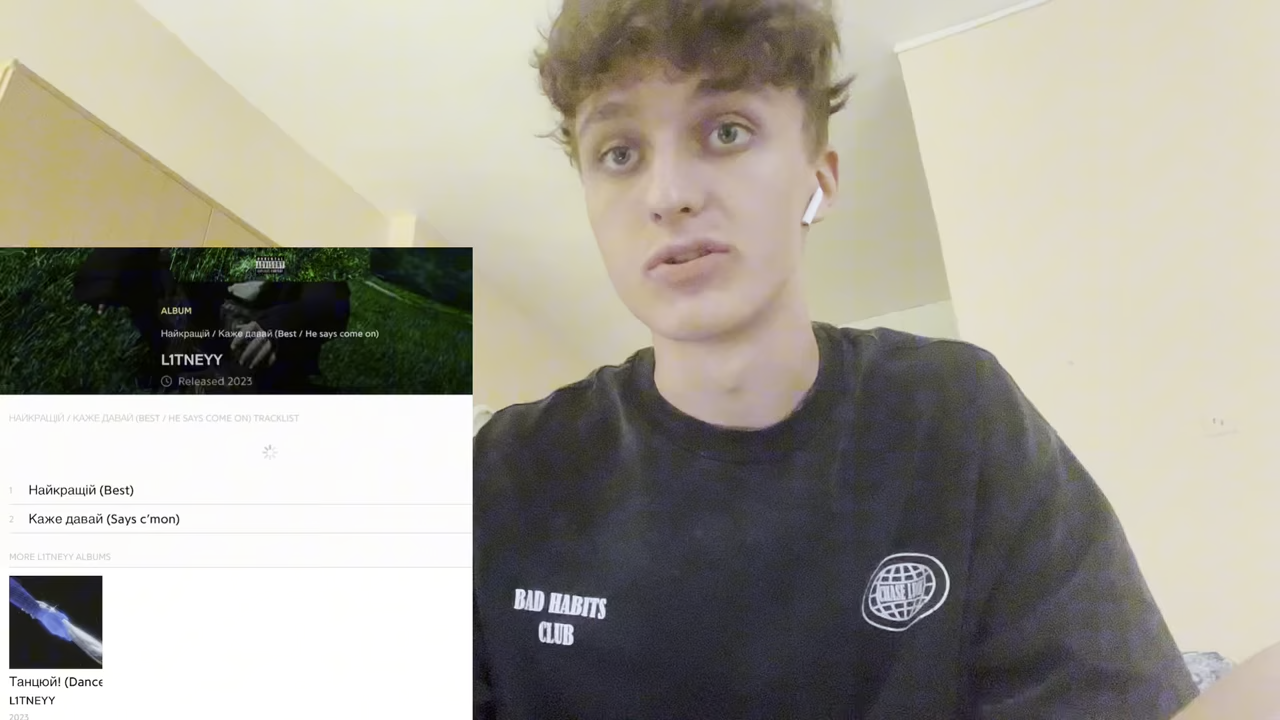 PARENTAL
ADVISORY
ALBUM
Найкращій / Каже давай (Best / He says come on)
L1TNEYY
Released 2023
НАЙКРАЩІЙ / КАЖЕ ДАВАЙ (BEST / HE SAYS COME ON) TRACKLIST
1 Найкращій (Best)
2 Каже давай (Says c'mon)
MORE L1TNEYY ALBUMS
Танцюй! (Dance
L1TNEYY
2023
BAD HABITS
CLUB